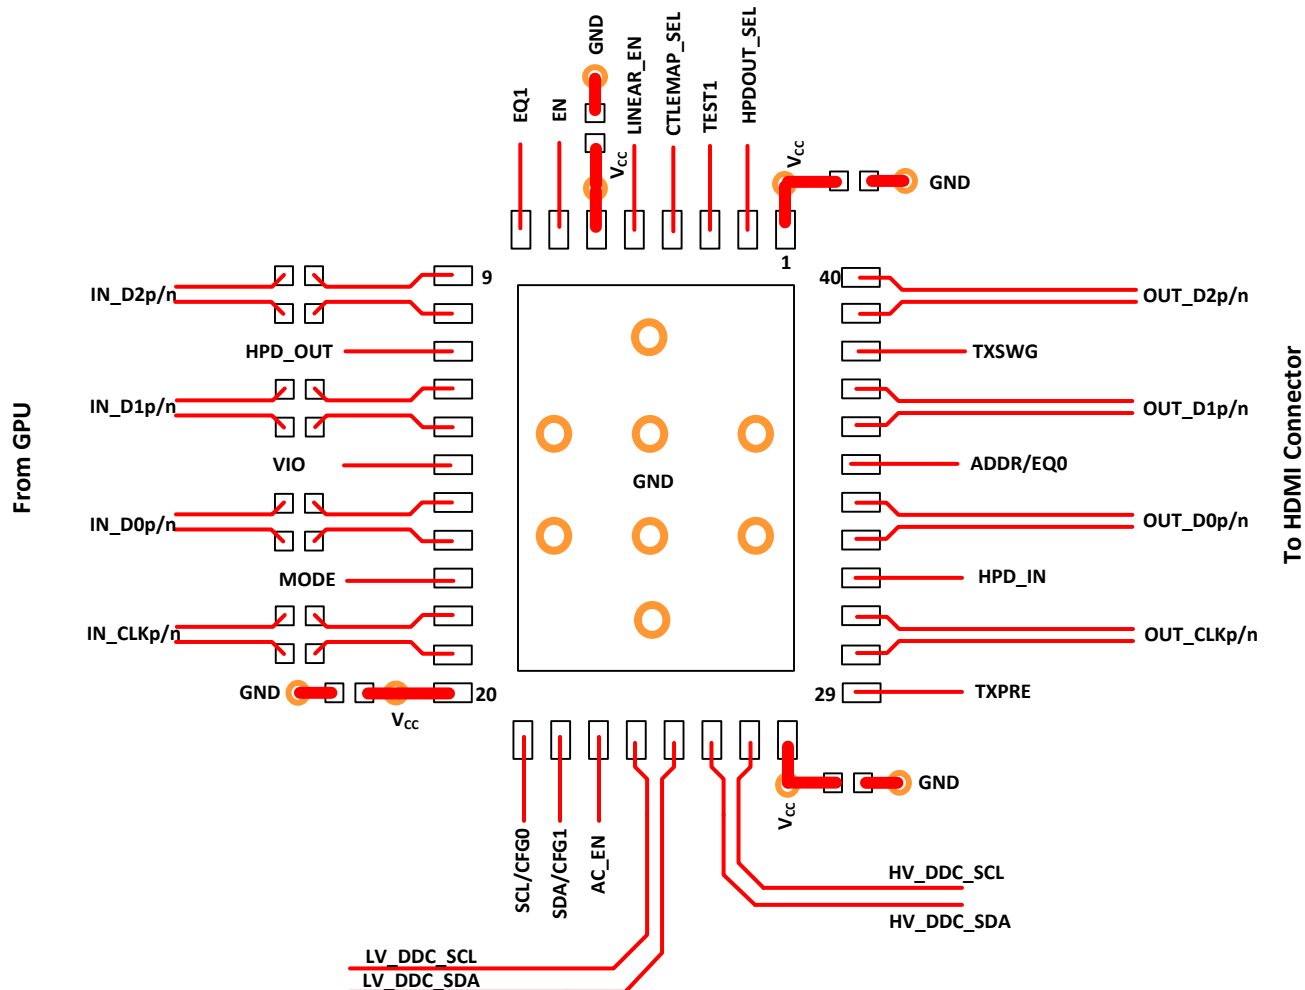 GND
EQ1
EN
LINEAR_EN
CTLEMAP_SEL
TEST1
HPDOUT_SEL
VCC
VCC
GND
1
9
40
IN_D2p/n
OUT_D2p/n
HPD_OUT
TXSWG
IN_D1p/n
OUT_D1p/n
From GPU
To HDMI Connector
VIO
ADDR/EQ0
GND
IN_D0p/n
OUT_D0p/n
MODE
HPD_IN
IN_CLKp/n
OUT_CLKp/n
GND
20
29
TXPRE
VCC
GND
VCC
SCL/CFG0
SDA/CFG1
AC_EN
HV_DDC_SCL
HV_DDC_SDA
LV_DDC_SCL
LV_DDC_SDA